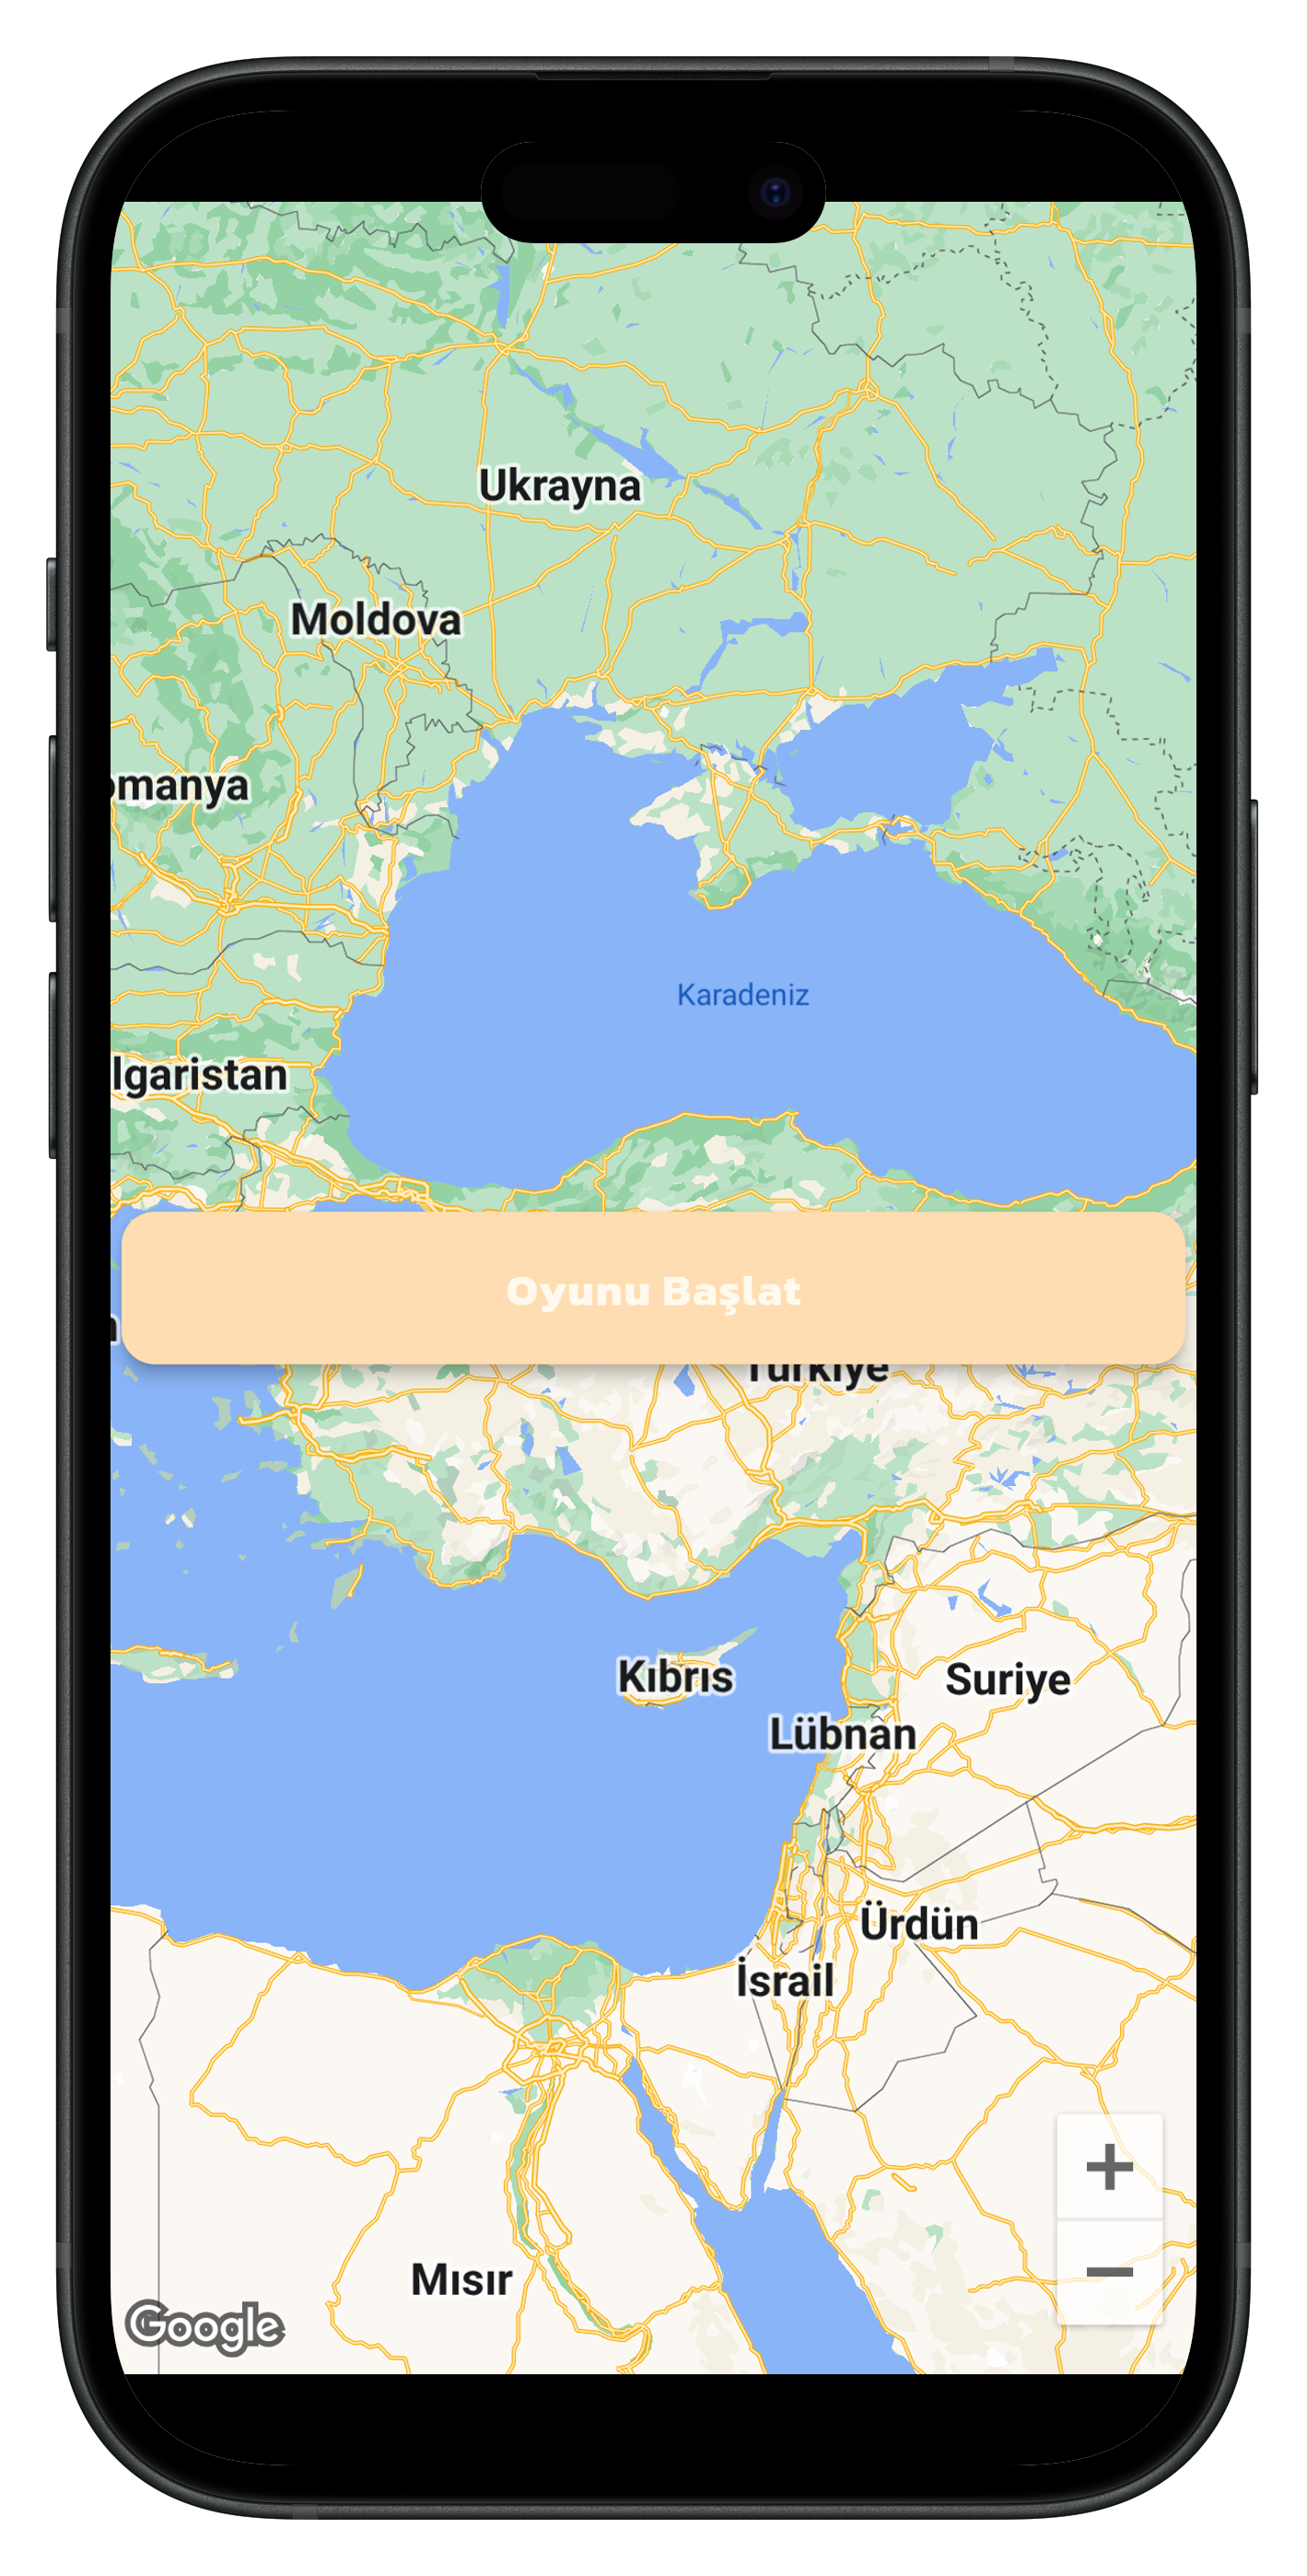 Ukrayna
Moldova
omanya
Karadeniz
lgaristan
Oyunu Başlat
Türkiye
Kıbrıs
Suriye
Lübnan
Ürdün
İsrail
Mısır
Google